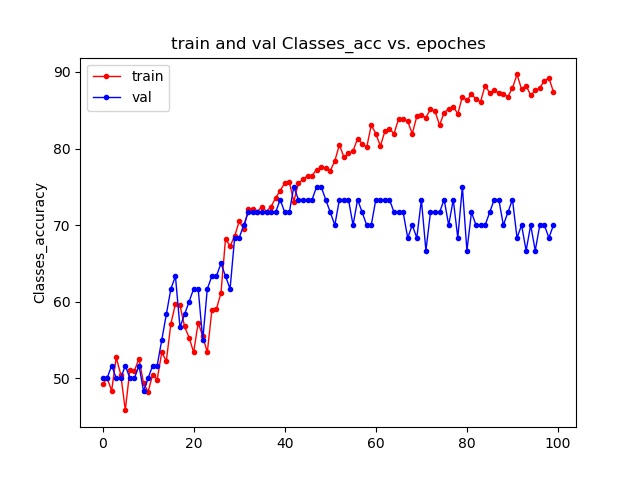 train and val Classes_acc vs. epoches
train
val
Classes_accuracy
90
80
70
60
50
0 20 40 60 80 100